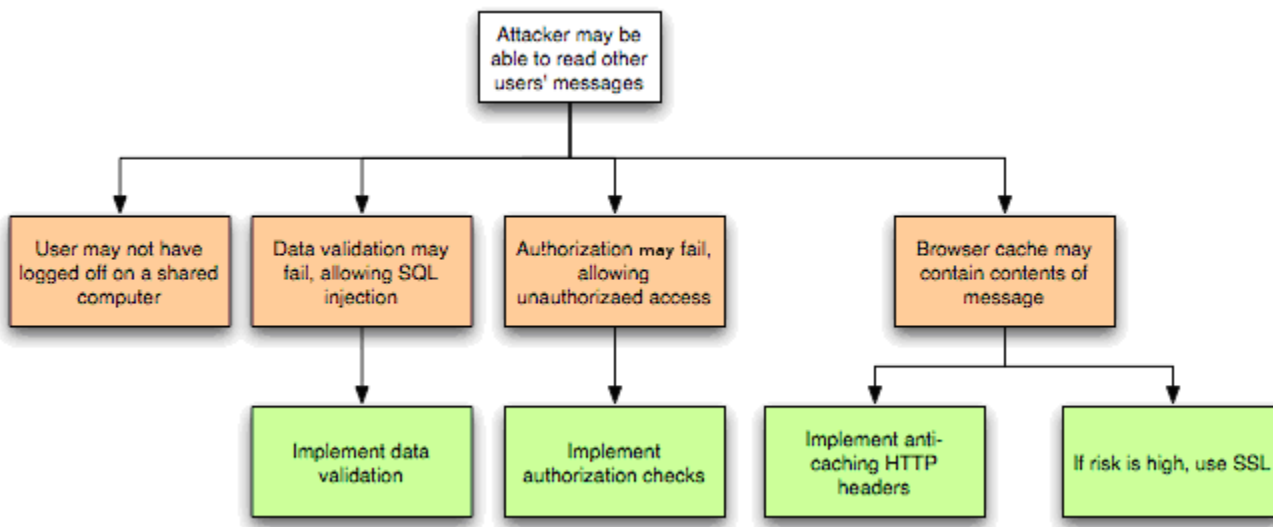 Attacker may be
able to read other
users' messages
User may not have
logged off on a shared
computer
Data validation may
fail, allowing SQL
injection
Authorization may fail,
allowing
unauthorizaed access
Browser cache may
contain contents of
message
Implement data
validation
Implement
authorization checks
Implement anti-
caching HTTP
headers
If risk is high, use SSL